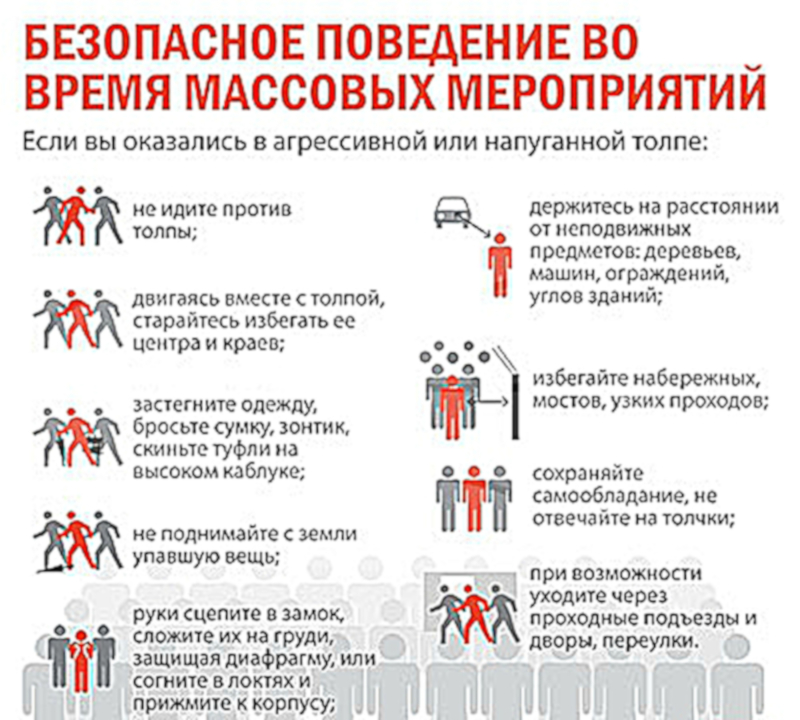 БЕЗОПАСНОЕ ПОВЕДЕНИЕ ВО
ВРЕМЯ МАССОВЫХ МЕРОПРИЯТИЙ
Если вы оказались в агрессивной или напуганной толпе:
не идите против
толпы;
двигаясь вместе с толпой,
старайтесь избегать ее
центра и краев;
застегните одежду,
бросьте сумку, зонтик,
скиньте туфли на
высоком каблуке;
не поднимайте с земли
упавшую вещь;
руки сцепите в замок,
сложите их на груди,
защищая диафрагму, или
согните в локтях и
прижмите к корпусу;
держитесь на расстоянии
от неподвижных
предметов: деревьев,
машин, ограждений,
углов зданий;
избегайте набережных,
мостов, узких проходов;
сохраняйте
самообладание, не
отвечайте на толчки;
при возможности
уходите через
проходные подъезды и
дворы, переулки.